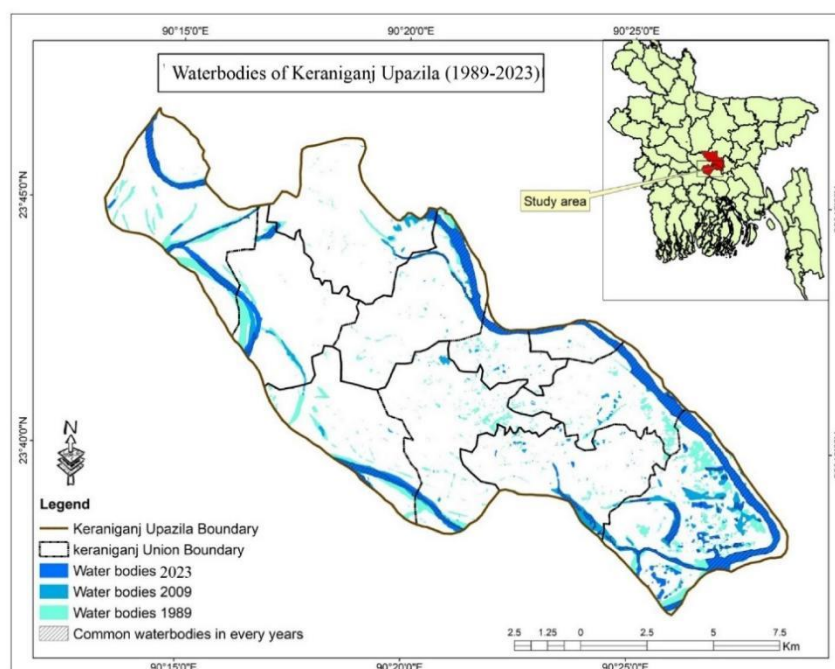 90°15'0"E 90°20'0"E 90°25'0"E
Waterbodies of Keraniganj Upazila (1989-2023)
Study area
23°45'0"N
23°40'0"N
N
Legend
Keraniganj Upazila Boundary
keraniganj Union Boundary
Water bodies 2023
Water bodies 2009
Water bodies 1989
Common waterbodies in every years
2.5 1.25 0 2.5 5 7.5
Km
90°15'0"E 90°20'0"E 90°25'0"E